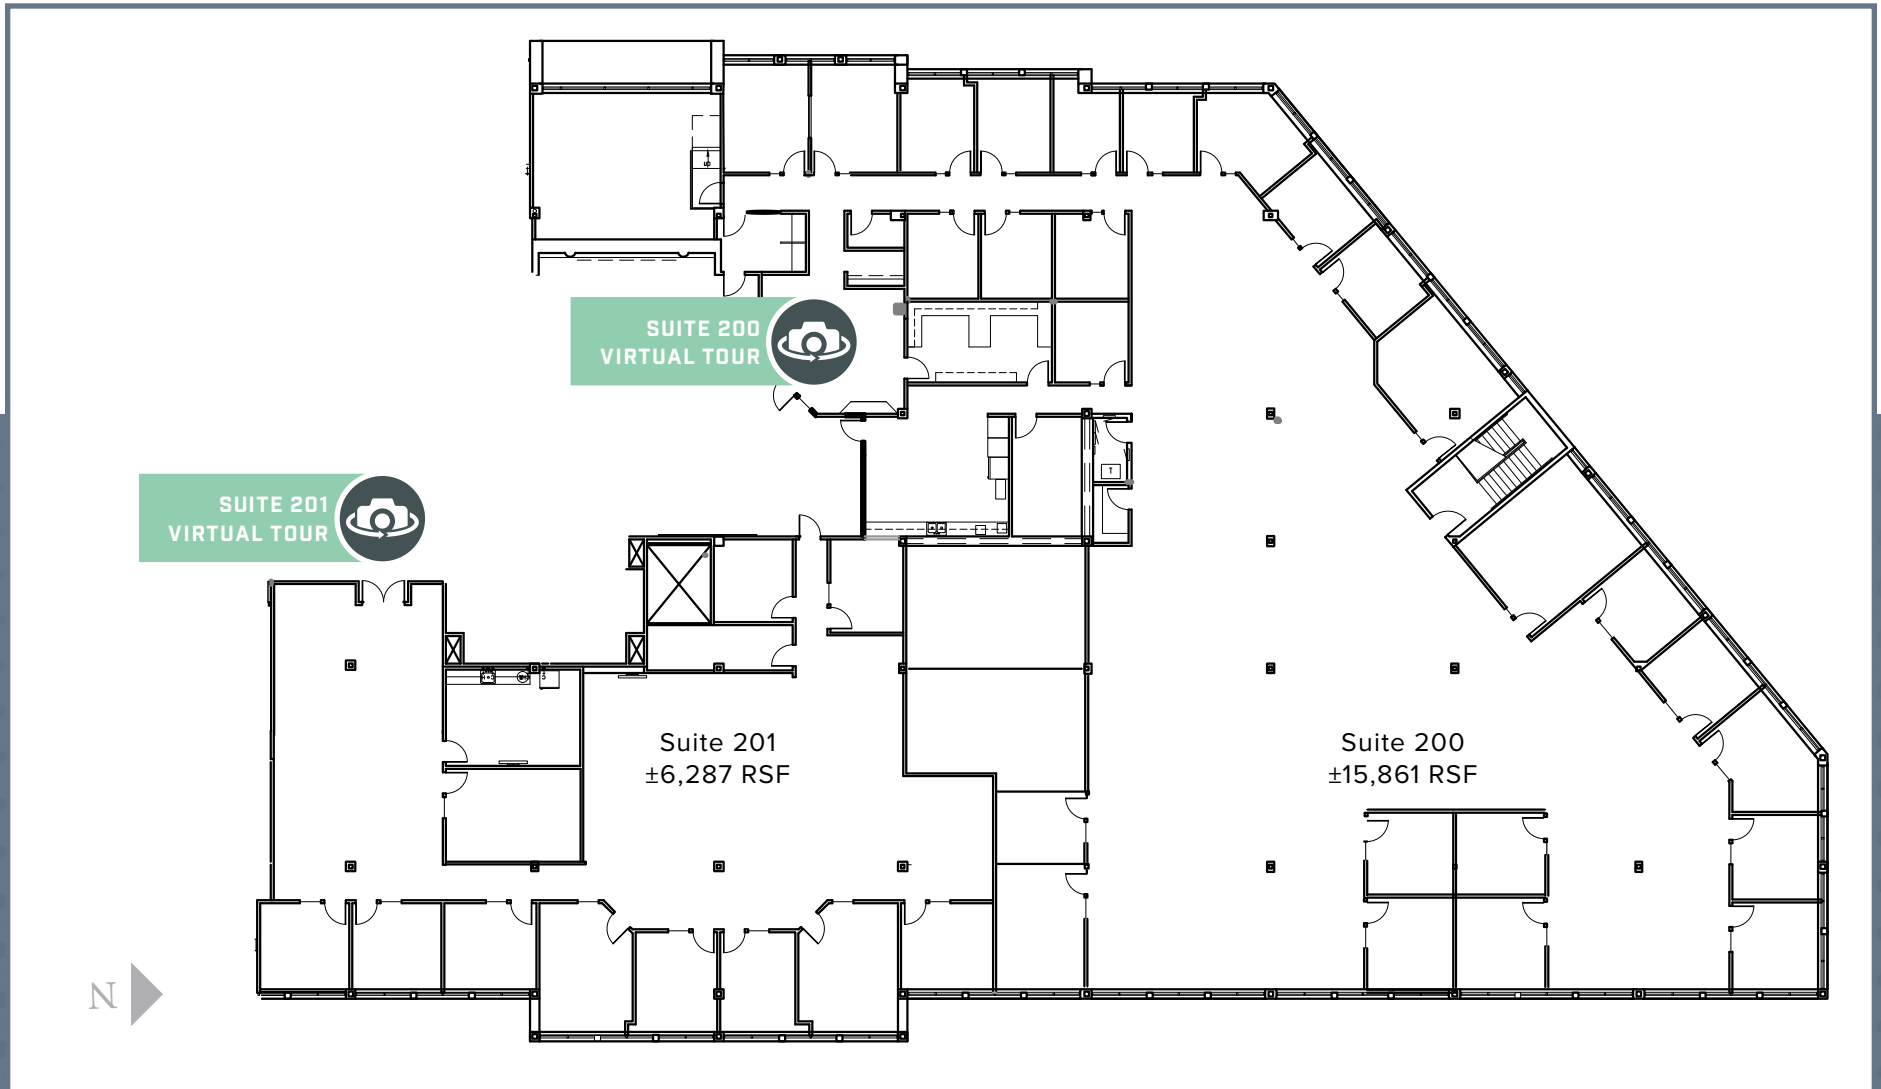 SUITE 200
VIRTUAL TOUR
SUITE 201
VIRTUAL TOUR
Suite 201
±6,287 RSF
Suite 200
±15,861 RSF
N